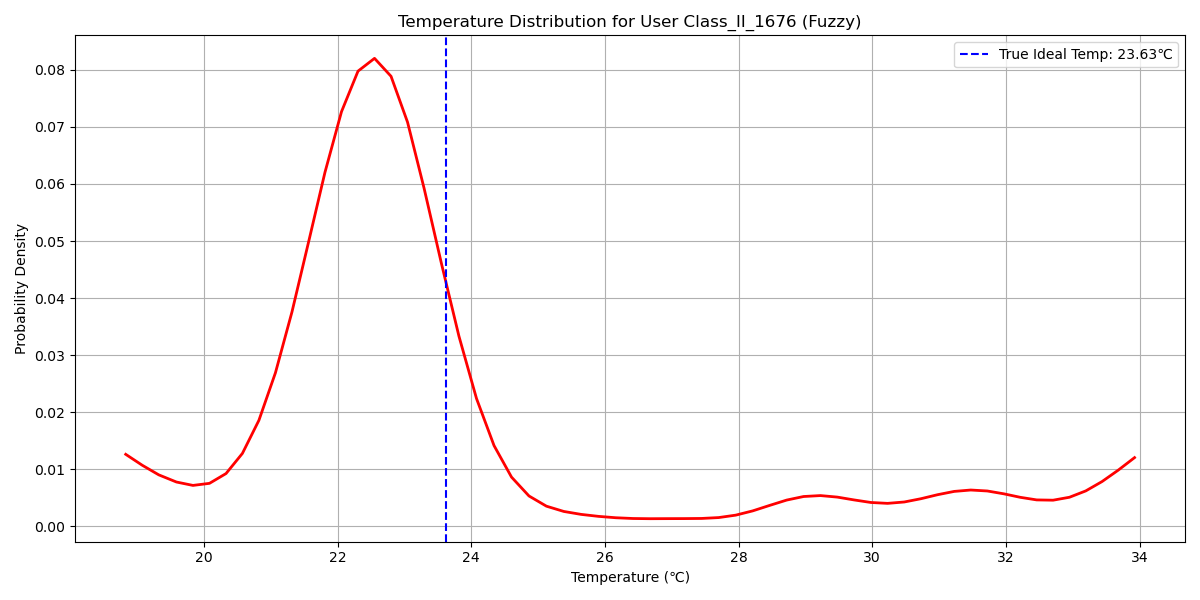 Temperature Distribution for User Class_II_1676 (Fuzzy)
True Ideal Temp: 23.63℃
Probability Density
0.08
0.07
0.06
0.05
0.04
0.03
0.02
0.01
0.00
20 22 24 26 28 30 32 34
Temperature (℃)